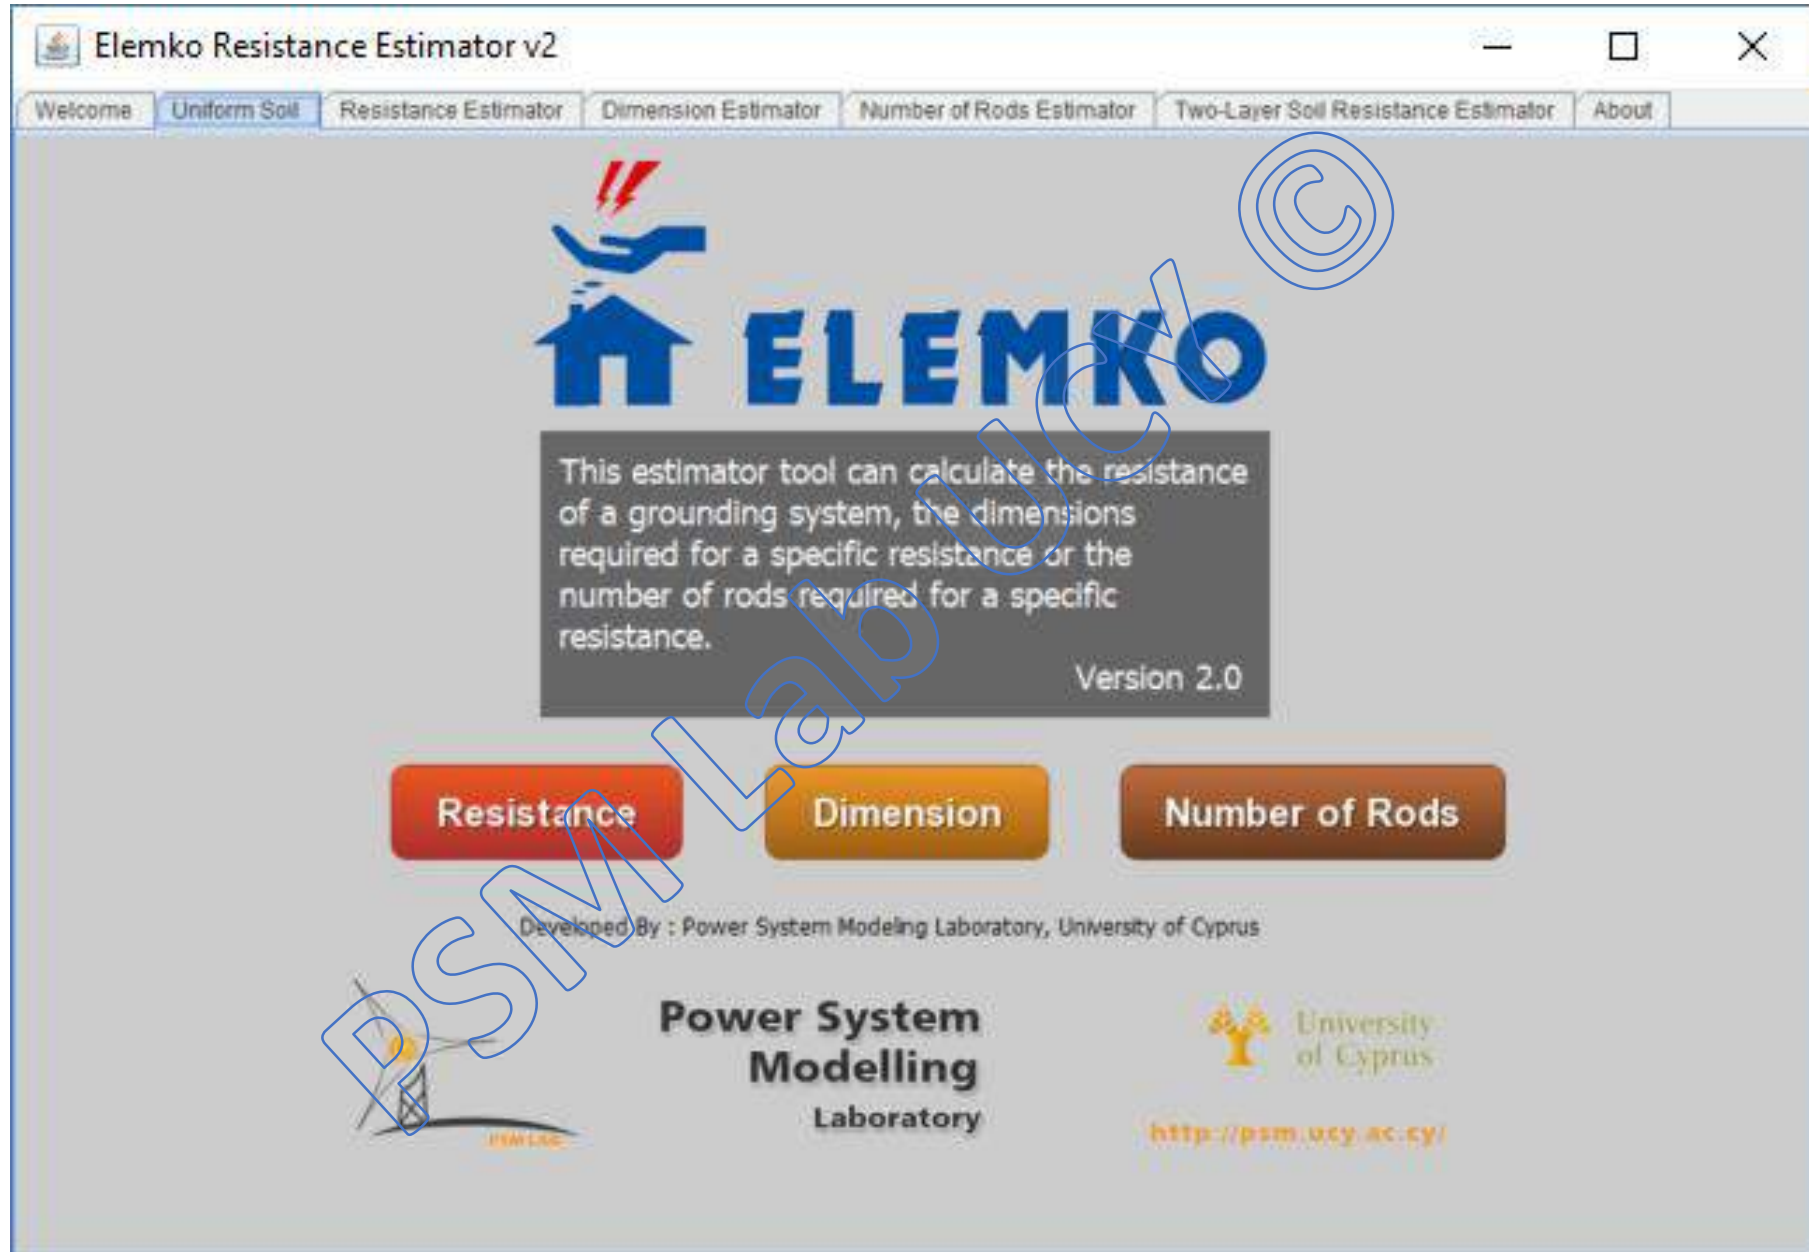 Elemko Resistance Estimator v2
Welcome Uniform Soil Resistance Estimator Dimension Estimator Number of Rods Estimator Two-Layer Soil Resistance Estimator About
ELEMKO
This estimator tool can calculate the resistance
of a grounding system, the dimensions
required for a specific resistance or the
number of rods required for a specific
resistance.
Version 2.0
Resistance Dimension Number of Rods
Developed By : Power System Modeling Laboratory, University of Cyprus
Power System
Modelling
Laboratory
PSM LAB
University
of Cyprus
http://psm.ucy.ac.cy/
PSM Lab UCY ©